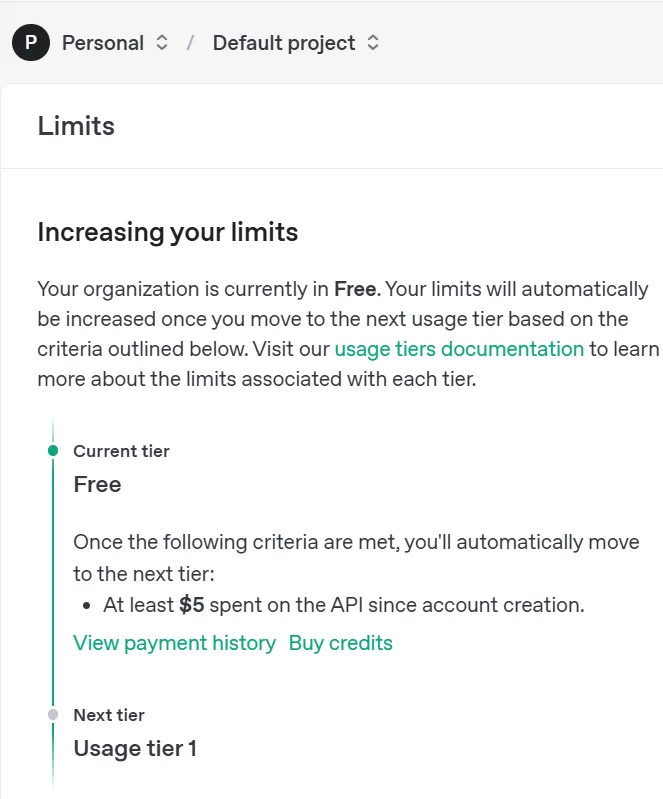 P Personal / Default project
Limits
Increasing your limits
Your organization is currently in Free. Your limits will automatically
be increased once you move to the next usage tier based on the
criteria outlined below. Visit our usage tiers documentation to learn
more about the limits associated with each tier.
Current tier
Free
Once the following criteria are met, you'll automatically move
to the next tier:
• At least $5 spent on the API since account creation.
View payment history Buy credits
Next tier
Usage tier 1